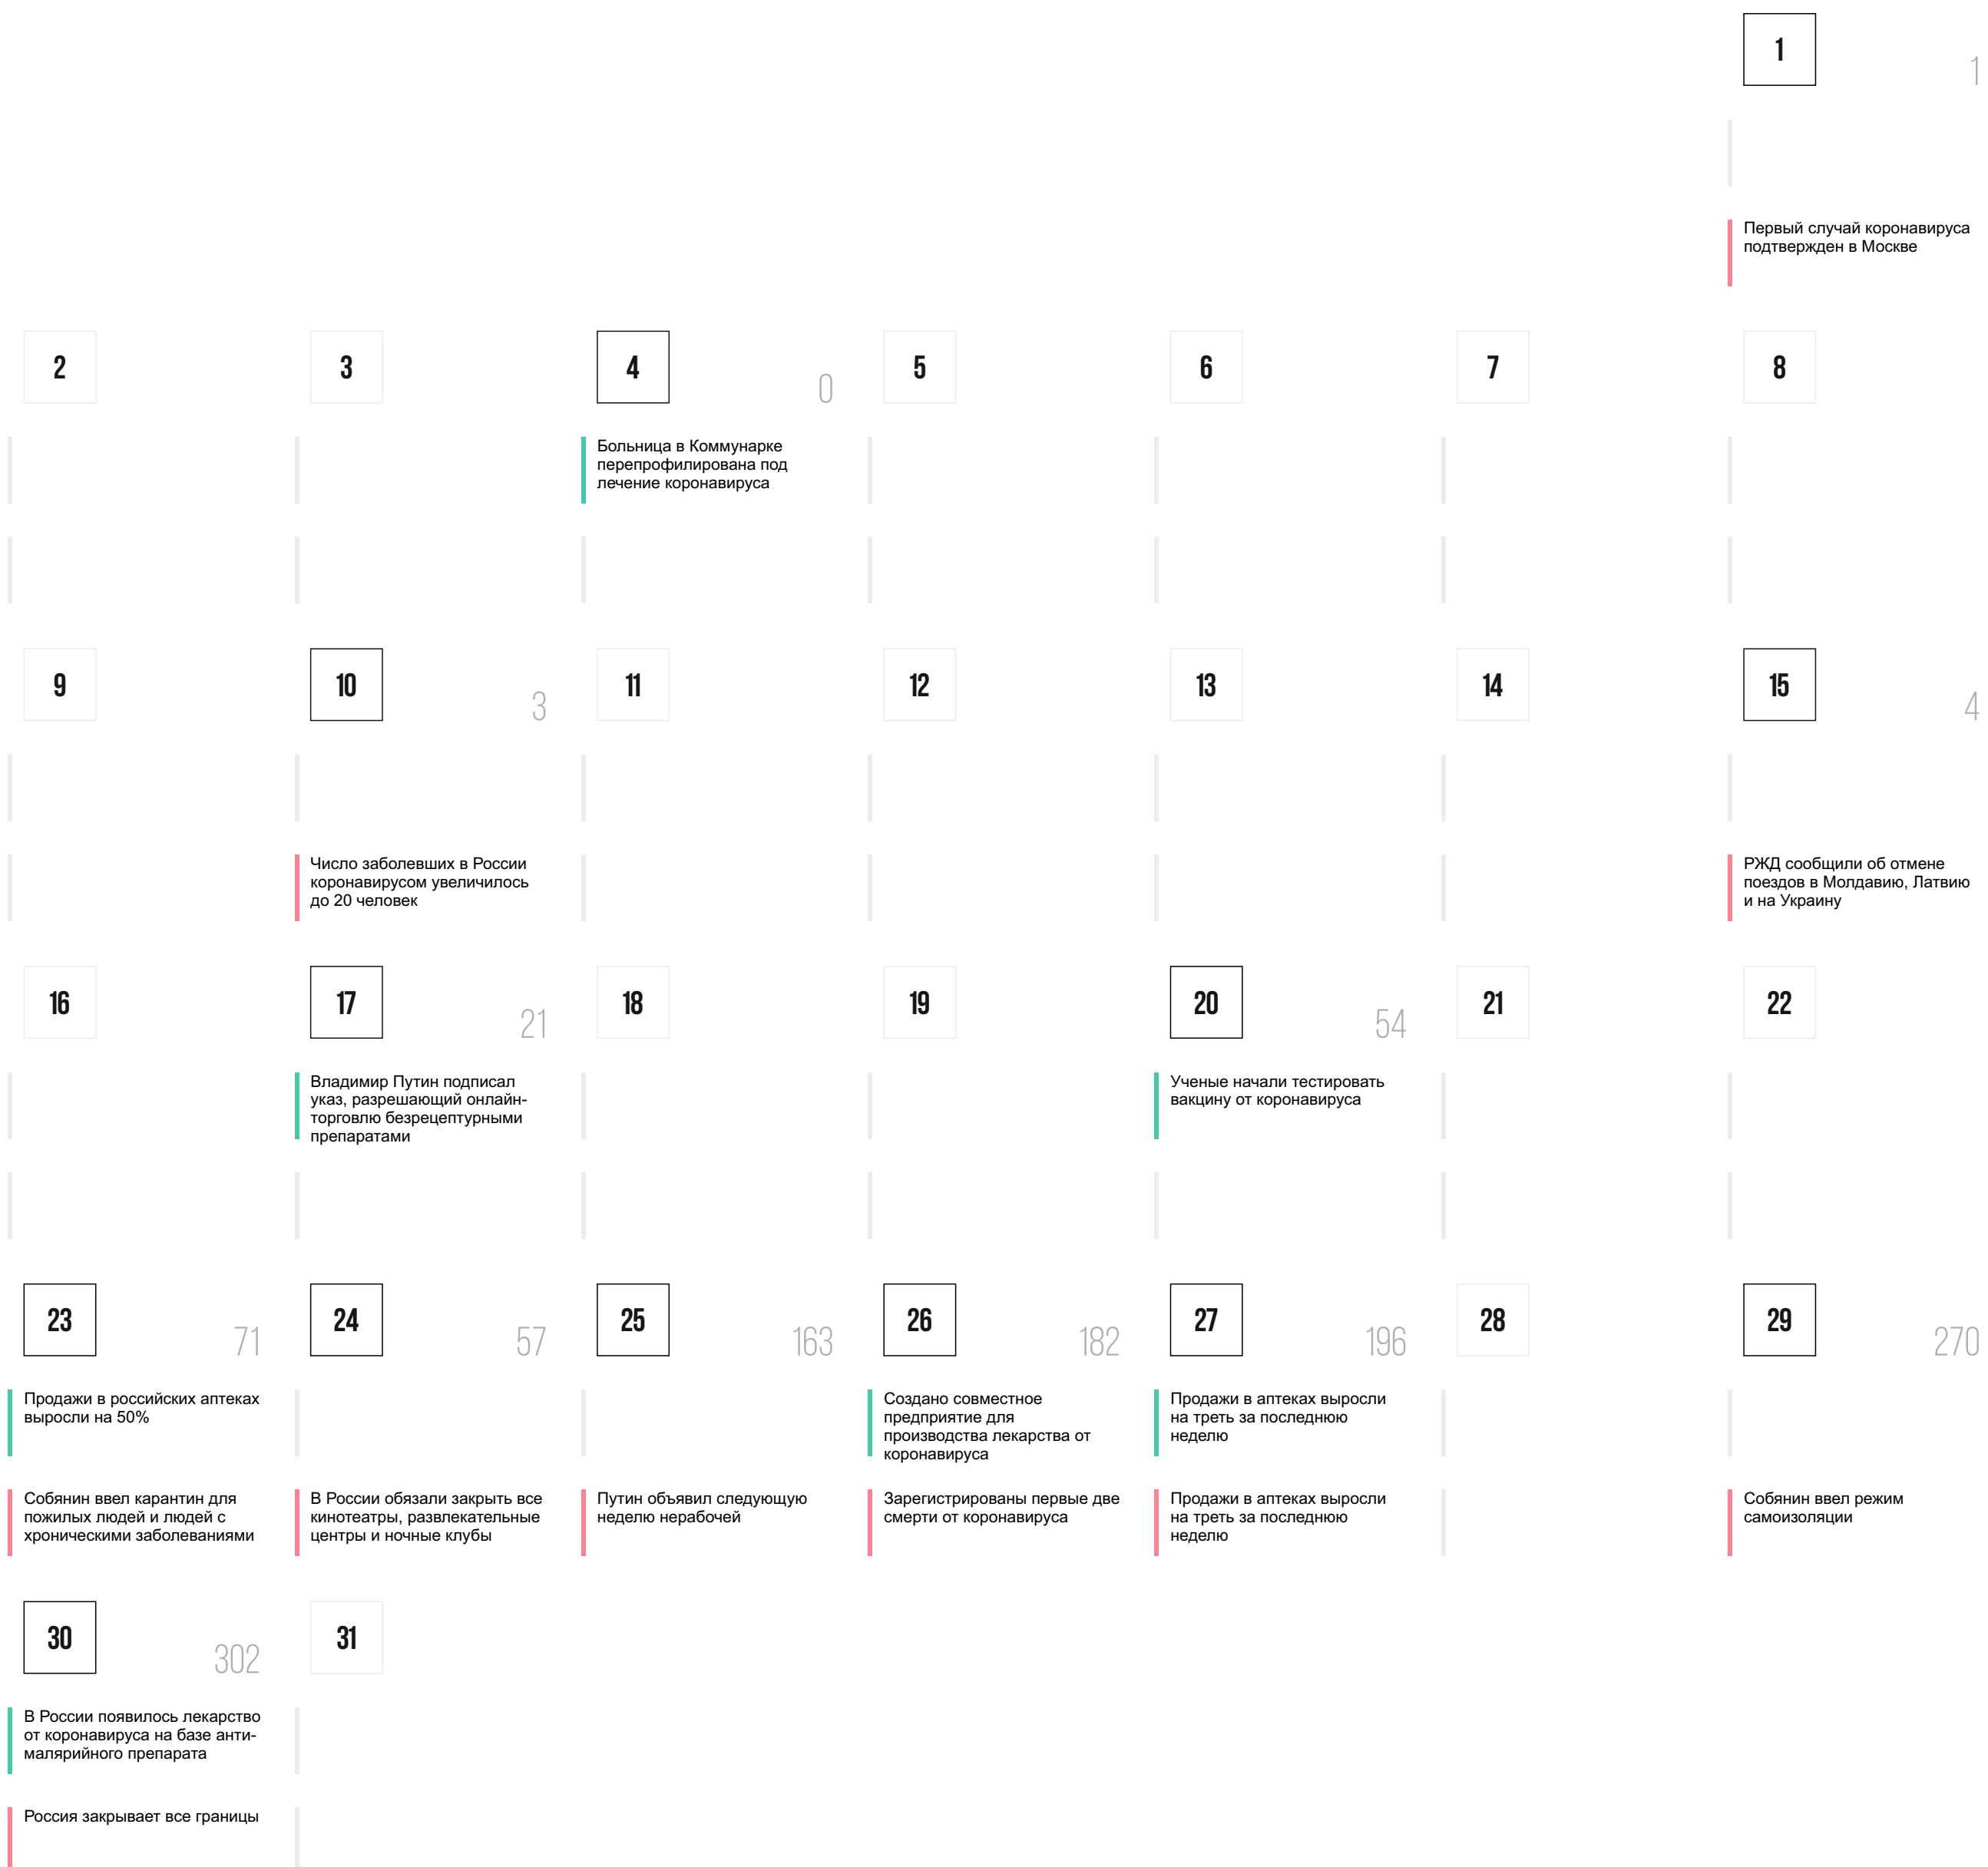 1
1
Первый случай коронавируса
подтвержден в Москве
2
3
4
0
5
6
7
8
Больница в Коммунарке
перепрофилирована под
лечение коронавируса
9
10
3
11
12
13
14
15
4
Число заболевших в России
коронавирусом увеличилось
до 20 человек
РЖД сообщили об отмене
поездов в Молдавию, Латвию
и на Украину
16
17
21
18
19
20
54
21
22
Владимир Путин подписал
указ, разрешающий онлайн-
торговлю безрецептурными
препаратами
Ученые начали тестировать
вакцину от коронавируса
23
71
24
57
25
163
26
182
27
196
28
29
270
Продажи в российских аптеках
выросли на 50%
Создано совместное
предприятие для
производства лекарства от
коронавируса
Продажи в аптеках выросли
на треть за последнюю
неделю
Собянин ввел карантин для
пожилых людей и людей с
хроническими заболеваниями
В России обязали закрыть все
кинотеатры, развлекательные
центры и ночные клубы
Путин объявил следующую
неделю нерабочей
Зарегистрированы первые две
смерти от коронавируса
Продажи в аптеках выросли
на треть за последнюю
неделю
Собянин ввел режим
самоизоляции
30
302
31
В России появилось лекарство
от коронавируса на базе анти-
малярийного препарата
Россия закрывает все границы